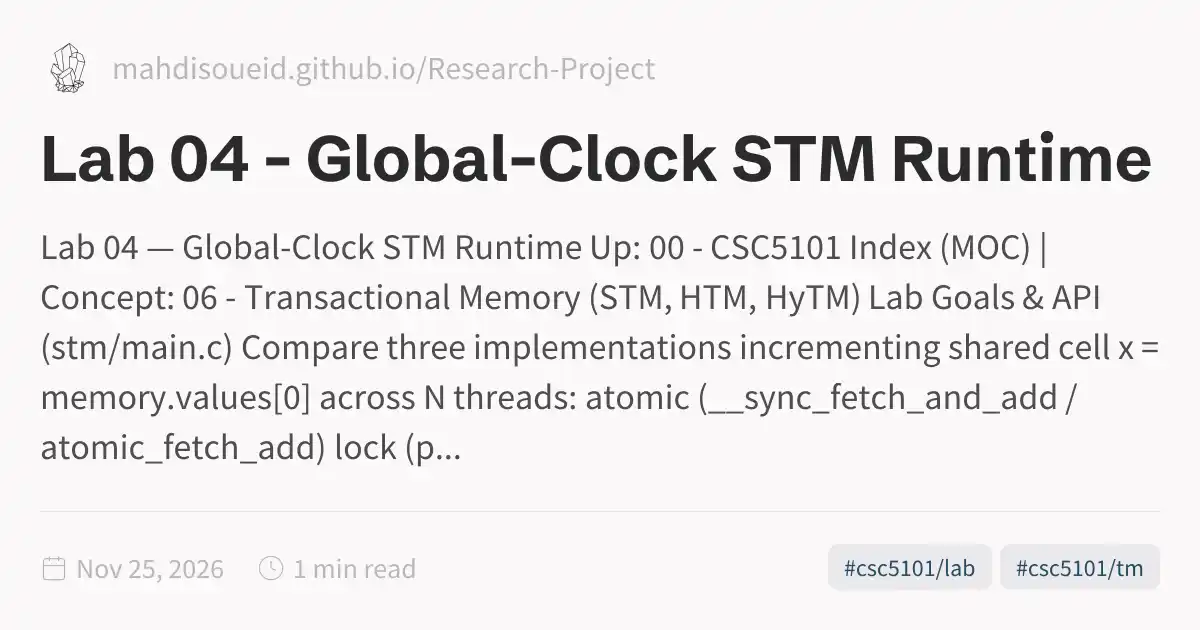 mahdisoueid.github.io/Research-Project
Lab 04 - Global-Clock STM Runtime
Lab 04 — Global-Clock STM Runtime Up: 00 - CSC5101 Index (MOC) |
Concept: 06 - Transactional Memory (STM, HTM, HyTM) Lab Goals & API
(stm/main.c) Compare three implementations incrementing shared cell x =
memory.values[0] across N threads: atomic (__sync_fetch_and_add /
atomic_fetch_add) lock (p...
Nov 25, 2026 1 min read #csc5101/lab #csc5101/tm